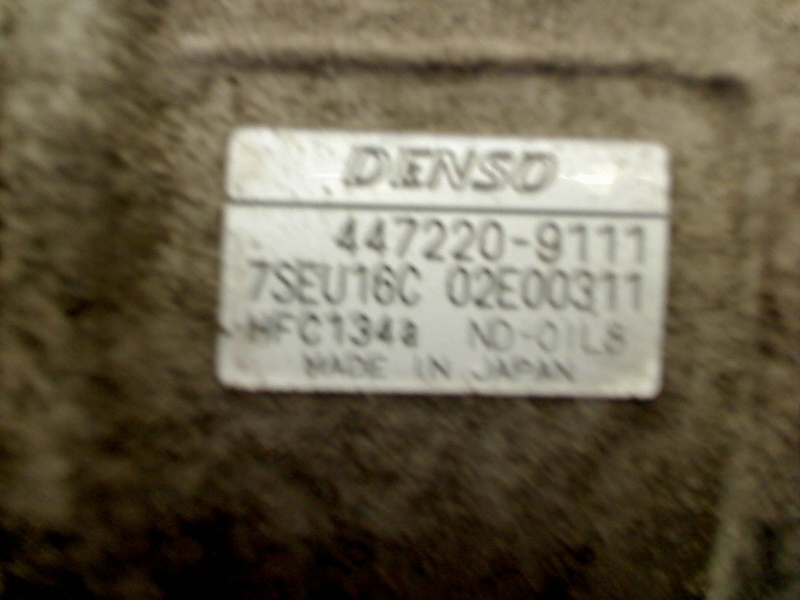 DENSO
447220-9111
7SEU16C 02E00311
HFC134a ND-OIL8
MADE IN JAPAN